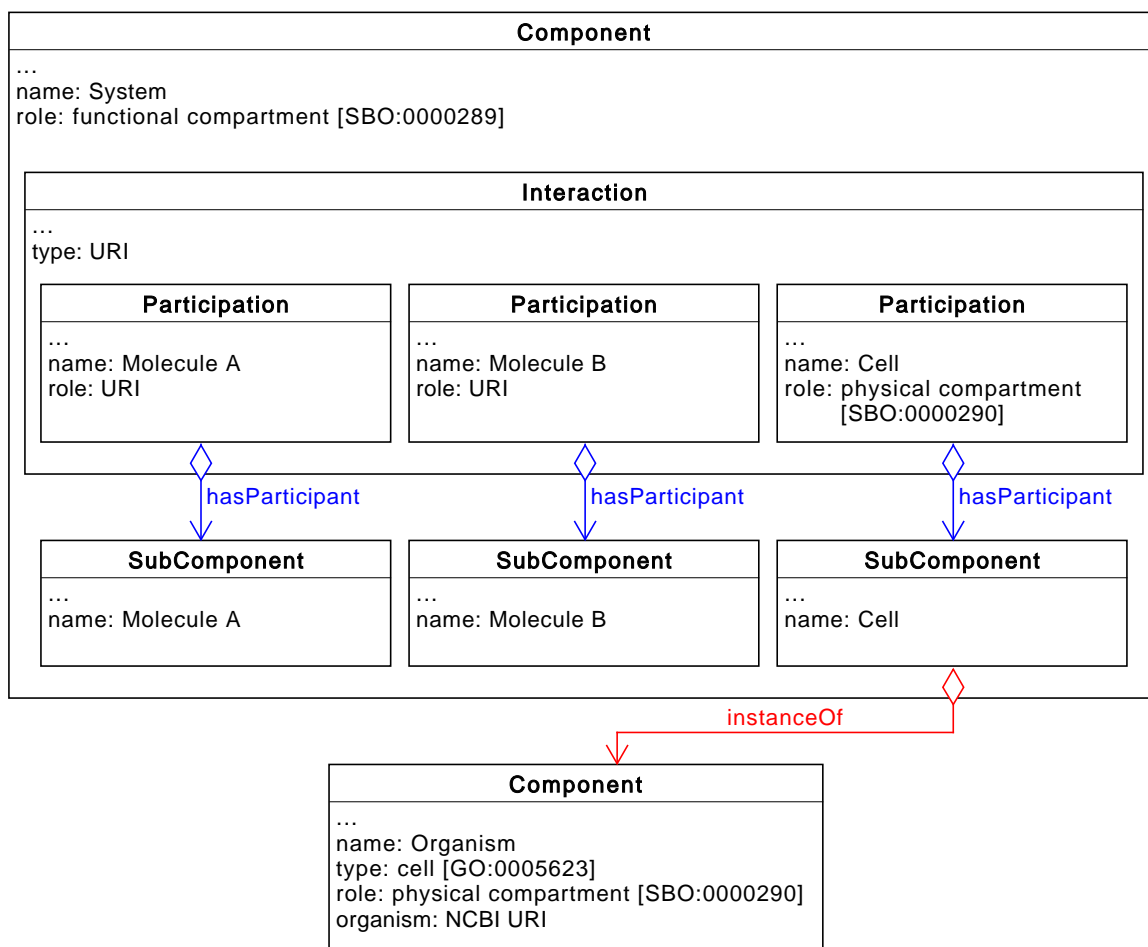 Component
...
name: System
role: functional compartment [SBO:0000289]
Interaction
...
type: URI
Participation
...
name: Molecule A
role: URI
Participation
...
name: Molecule B
role: URI
Participation
...
name: Cell
role: physical compartment
[SBO:0000290]
hasParticipant
hasParticipant
hasParticipant
SubComponent
...
name: Molecule A
SubComponent
...
name: Molecule B
SubComponent
...
name: Cell
instanceOf
Component
...
name: Organism
type: cell [GO:0005623]
role: physical compartment [SBO:0000290]
organism: NCBI URI